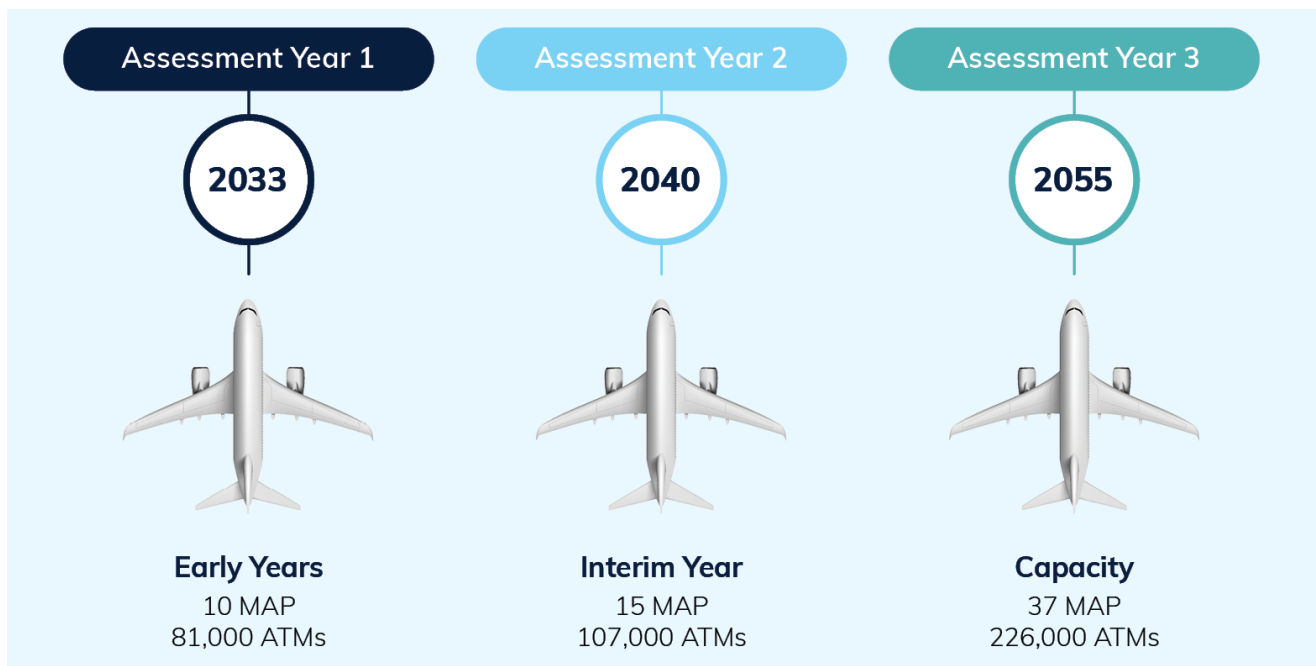 Assessment Year 1
2033
Early Years
10 MAP
81,000 ATMs
Assessment Year 2
2040
Interim Year
15 MAP
107,000 ATMs
Assessment Year 3
2055
Capacity
37 MAP
226,000 ATMs